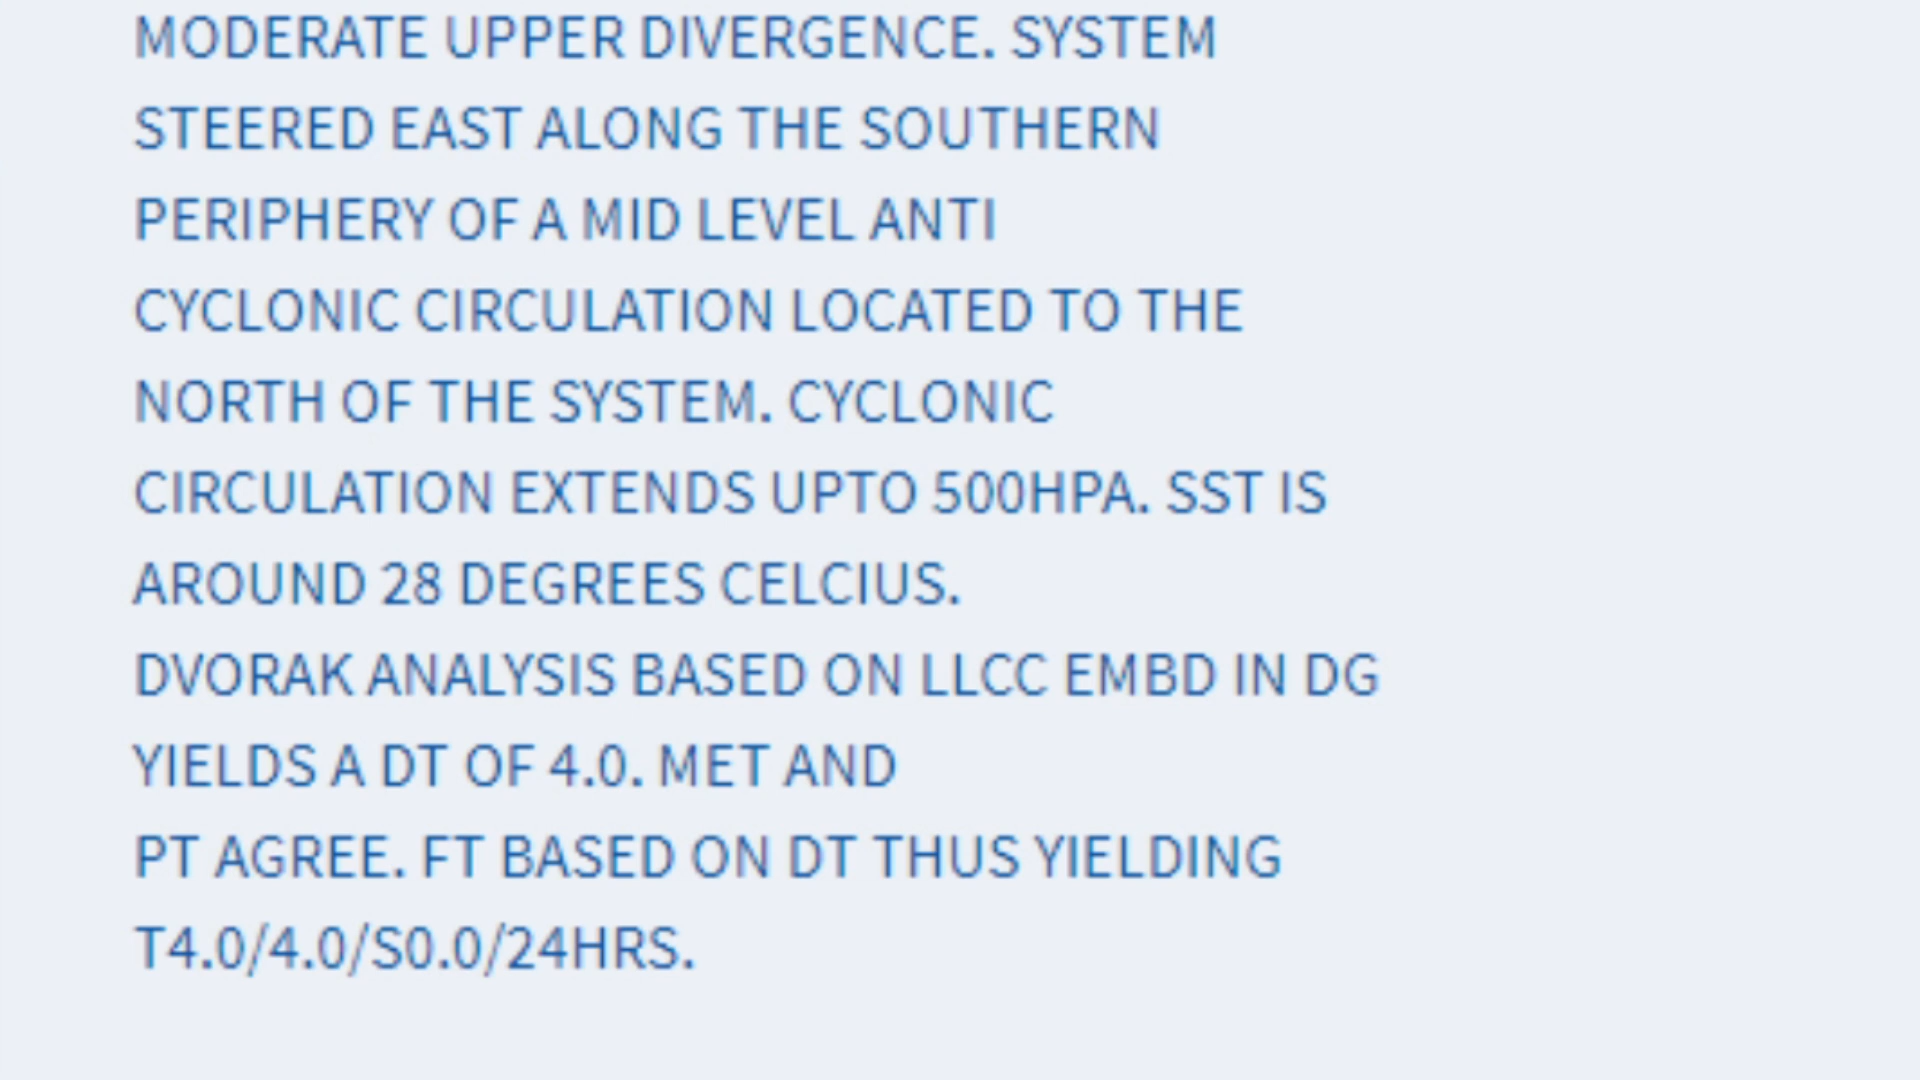 MODERATE UPPER DIVERGENCE. SYSTEM
STEERED EAST ALONG THE SOUTHERN
PERIPHERY OF A MID LEVEL ANTI
CYCLONIC CIRCULATION LOCATED TO THE
NORTH OF THE SYSTEM. CYCLONIC
CIRCULATION EXTENDS UPTO 500HPA. SST IS
AROUND 28 DEGREES CELCIUS.
DVORAK ANALYSIS BASED ON LLCC EMBD IN DG
YIELDS A DT OF 4.0. MET AND
PT AGREE. FT BASED ON DT THUS YIELDING
T4.0/4.0/S0.0/24HRS.